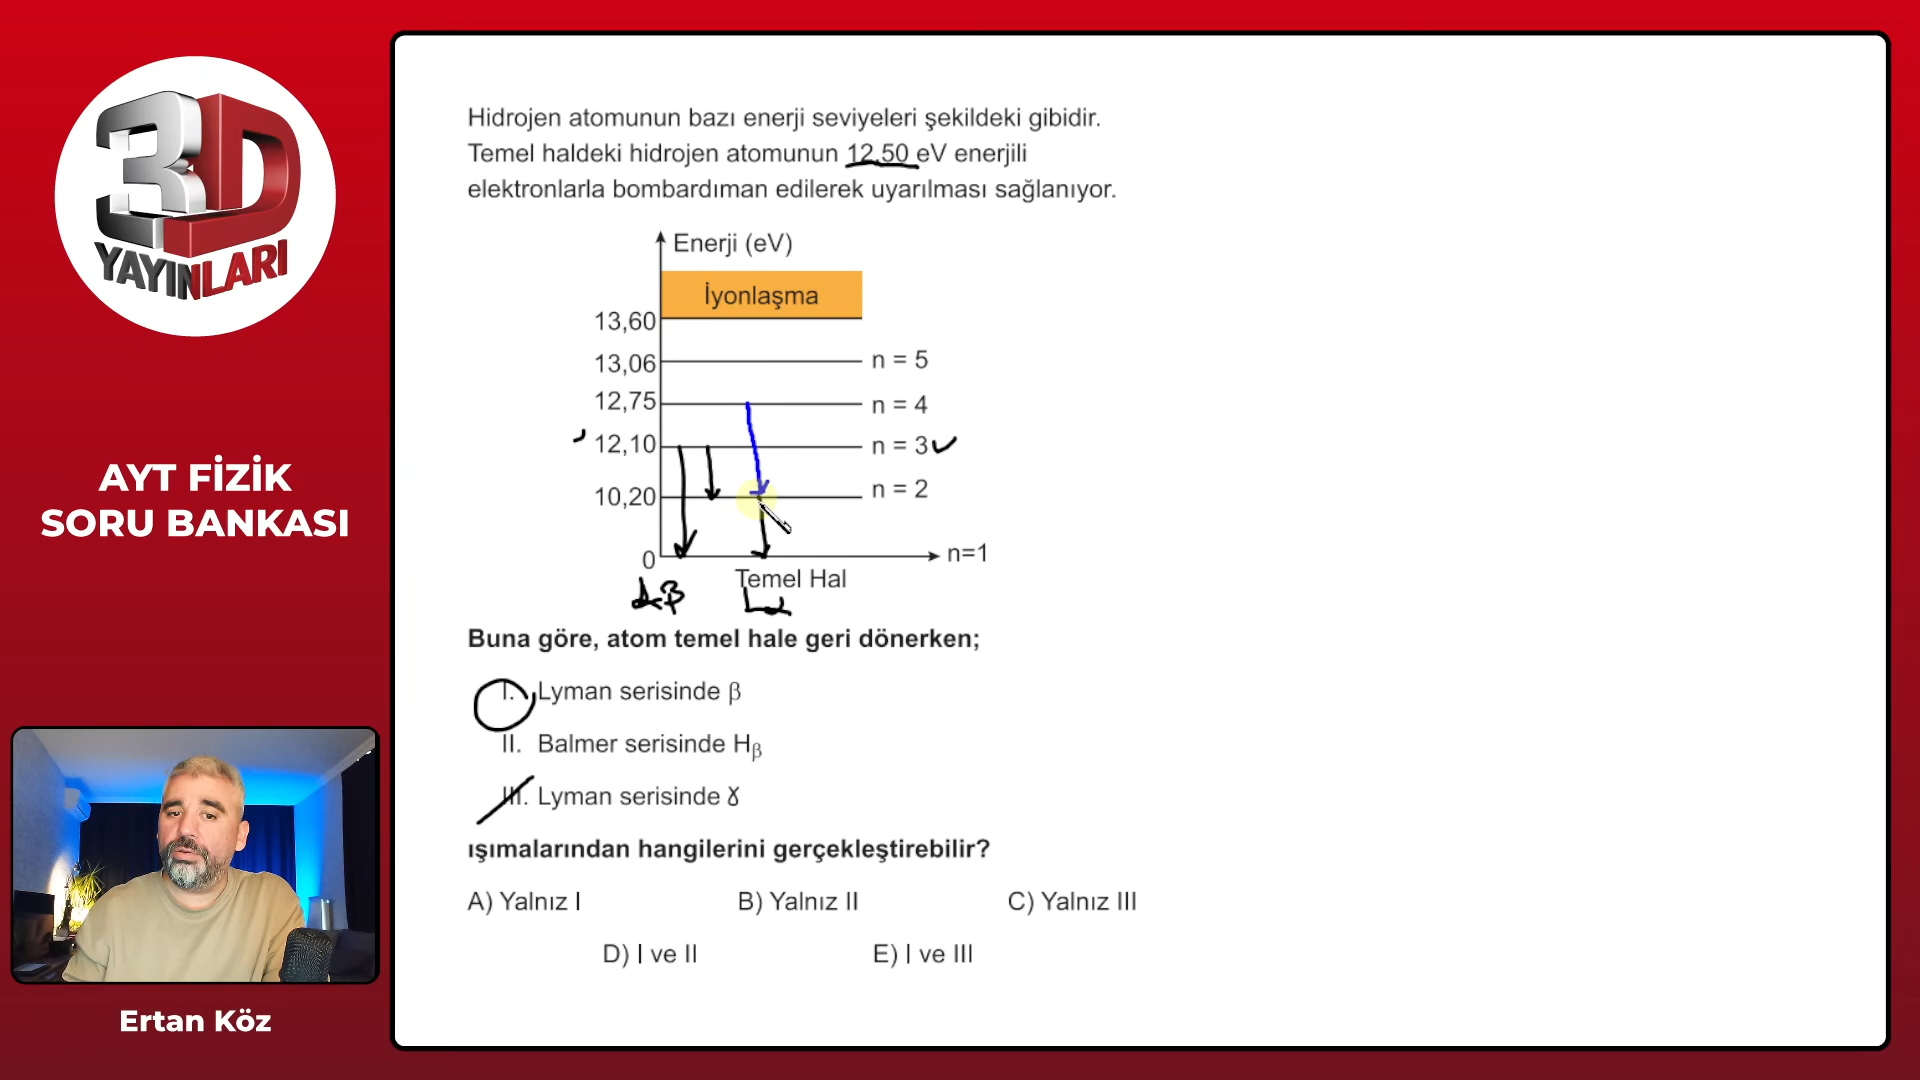 3D
YAYINLARI
AYT FİZİK
SORU BANKASI
Ertan Köz
Hidrojen atomunun bazı enerji seviyeleri şekildeki gibidir.
Temel haldeki hidrojen atomunun 12,50 eV enerjili
elektronlarla bombardıman edilerek uyarılması sağlanıyor.
Enerji (eV)
İyonlaşma
13,60
13,06 n = 5
12,75 n = 4
12,10 n = 3
10,20 n = 2
0 n=1
Temel Hal
Buna göre, atom temel hale geri dönerken;
I. Lyman serisinde β
II. Balmer serisinde Hβ
III. Lyman serisinde ɣ
ışımalarından hangilerini gerçekleştirebilir?
A) Yalnız I B) Yalnız II C) Yalnız III
D) I ve II E) I ve III